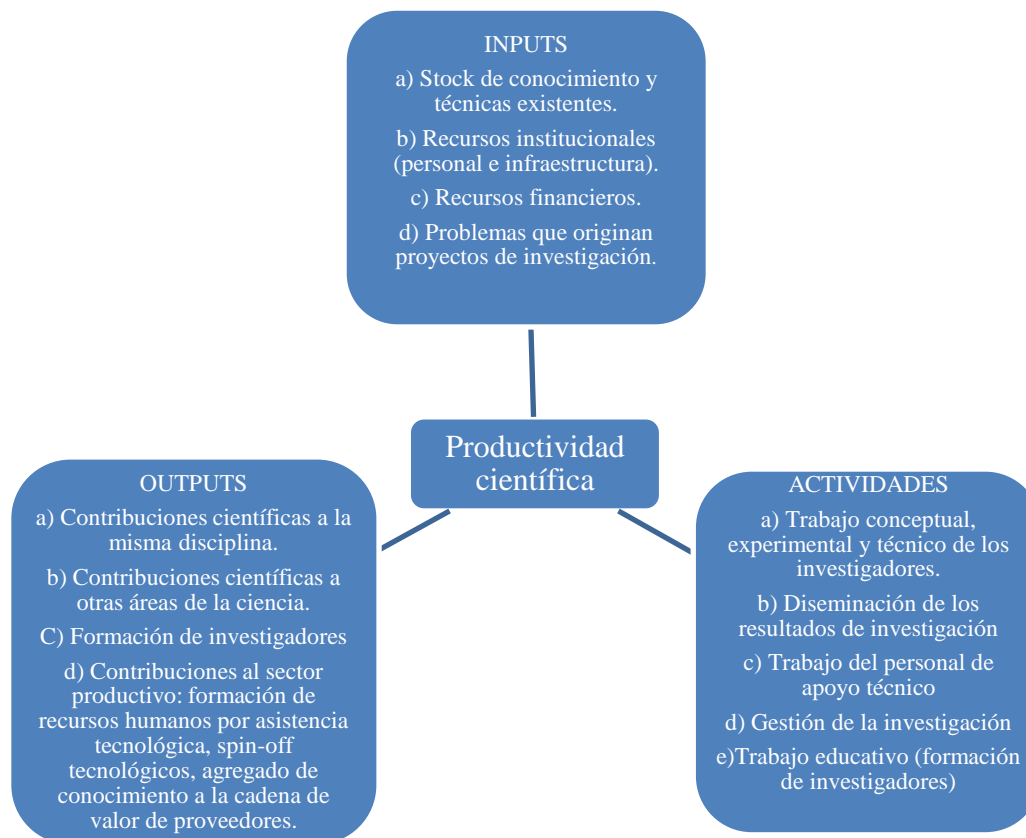 INPUTS
a) Stock de conocimiento y
técnicas existentes.
b) Recursos institucionales
(personal e infraestructura).
c) Recursos financieros.
d) Problemas que originan
proyectos de investigación.
Productividad
científica
OUTPUTS
a) Contribuciones científicas a la
misma disciplina.
b) Contribuciones científicas a
otras áreas de la ciencia.
C) Formación de investigadores
d) Contribuciones al sector
productivo: formación de
recursos humanos por asistencia
tecnológica, spin-off
tecnológicos, agregado de
conocimiento a la cadena de
valor de proveedores.
ACTIVIDADES
a) Trabajo conceptual,
experimental y técnico de los
investigadores.
b) Diseminación de los
resultados de investigación
c) Trabajo del personal de
apoyo técnico
d) Gestión de la investigación
e)Trabajo educativo (formación
de investigadores)